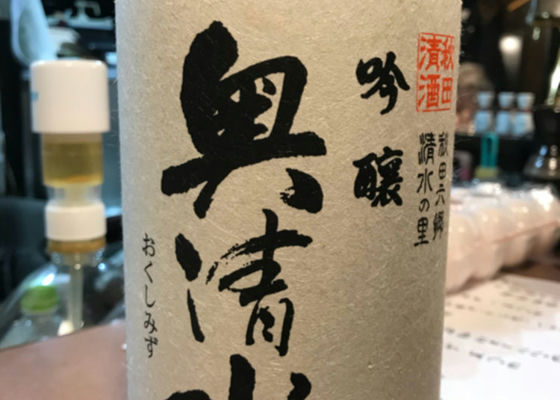 秋田
清酒
秋田六郷
清水の里
吟醸
奥清水
おくしみず